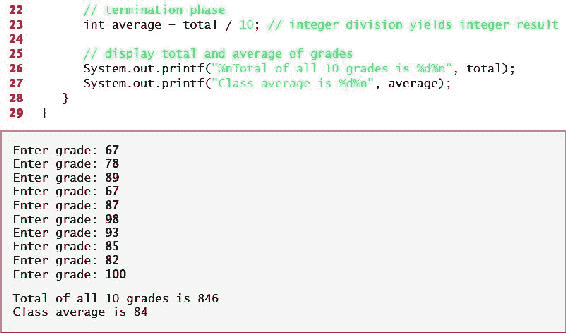 22 // termination phase
23 int average = total / 10; // integer division yields integer result
24
25 // display total and average of grades
26 System.out.printf("%nTotal of all 10 grades is %d%n", total);
27 System.out.printf("Class average is %d%n", average);
28 }
29 }
Enter grade: 67
Enter grade: 78
Enter grade: 89
Enter grade: 67
Enter grade: 87
Enter grade: 98
Enter grade: 93
Enter grade: 85
Enter grade: 82
Enter grade: 100
Total of all 10 grades is 846
Class average is 84